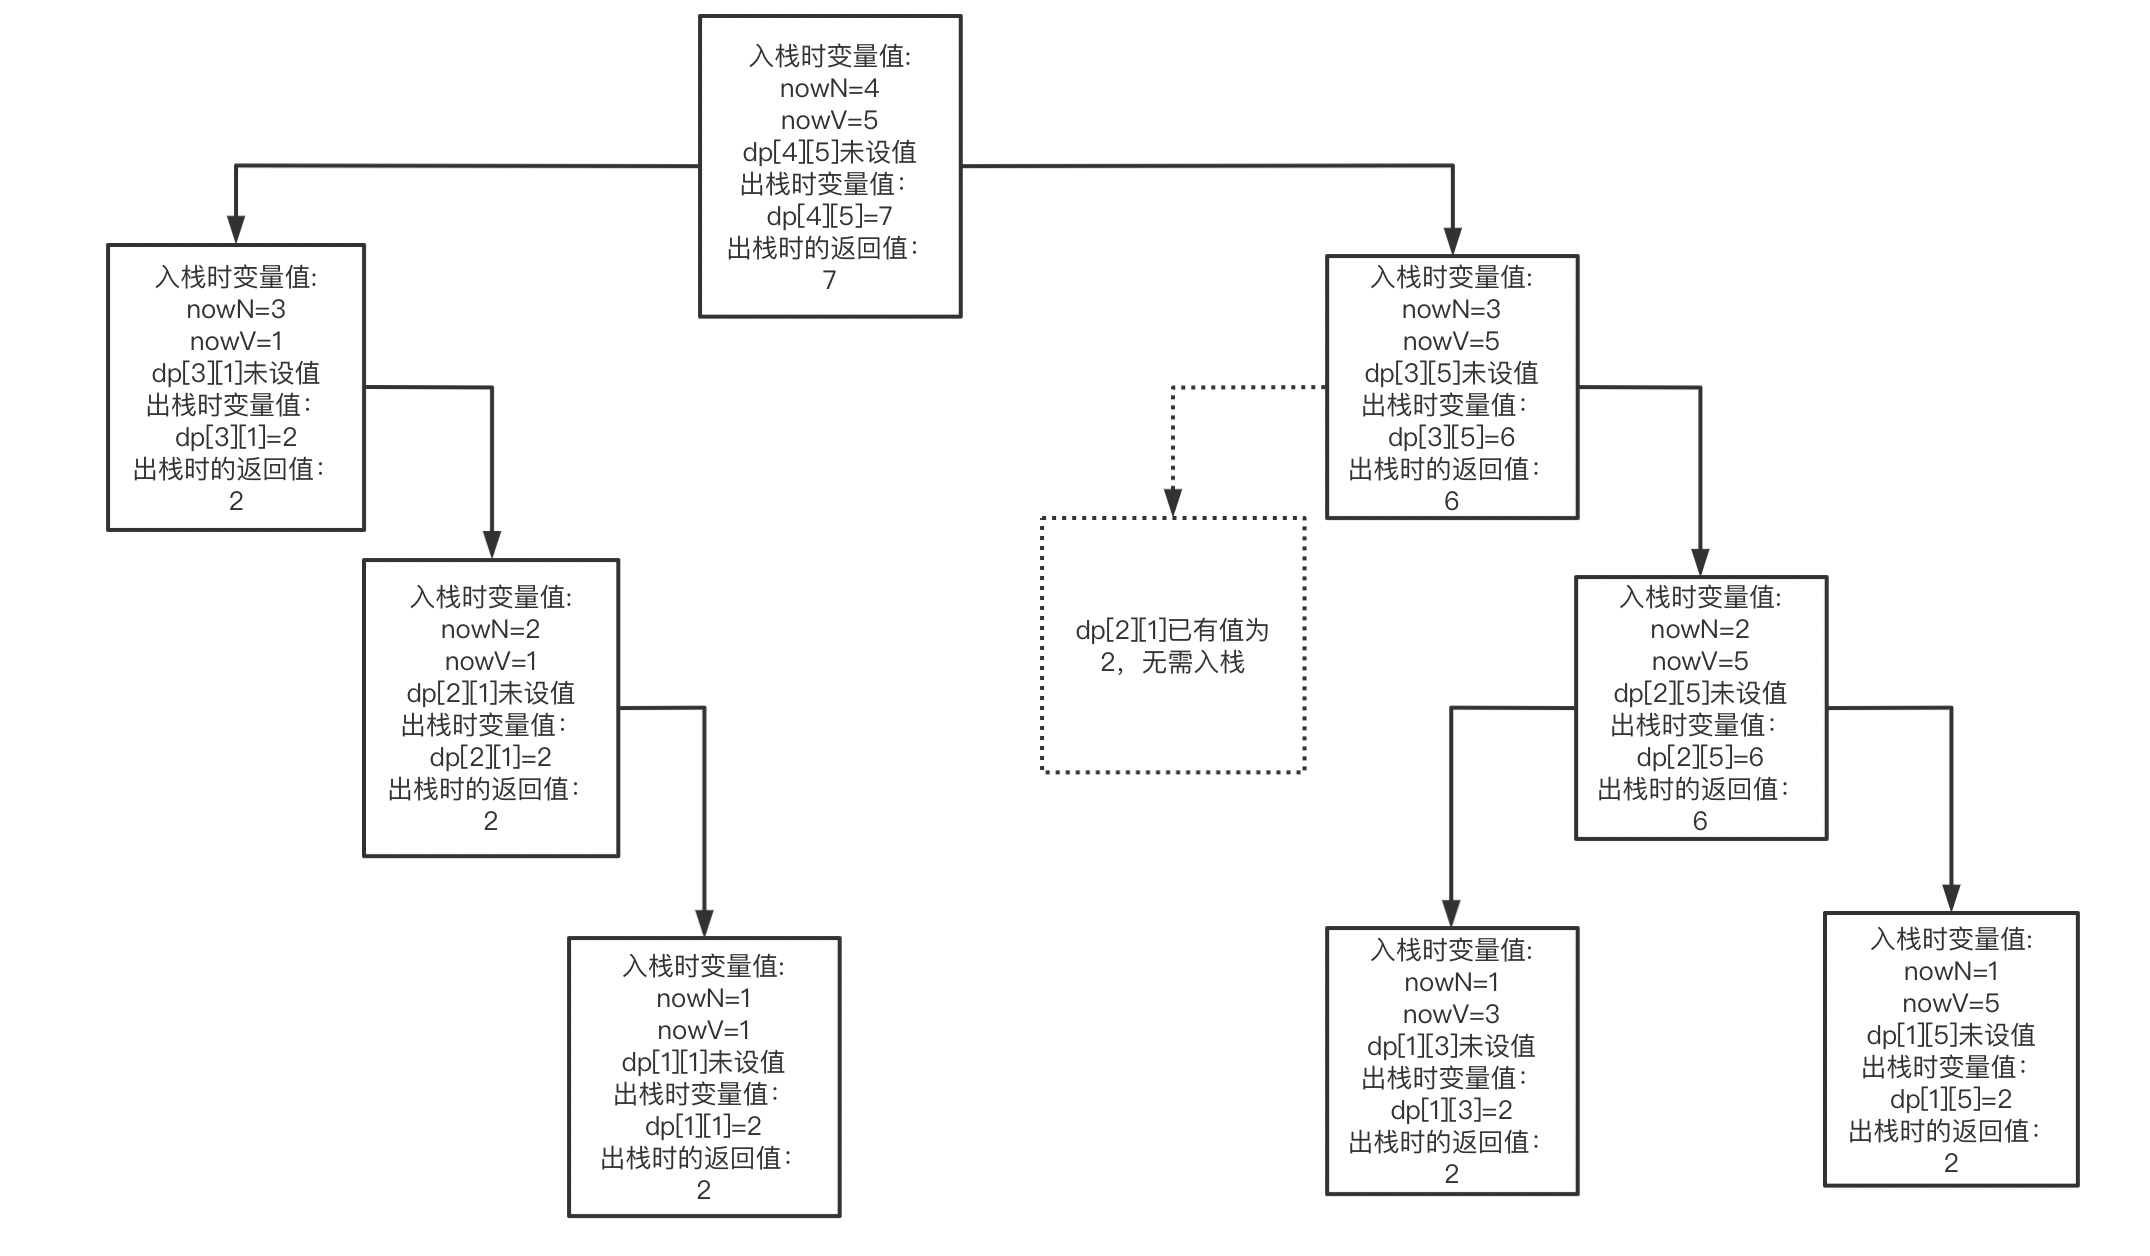 入栈时变量值:
nowN=4
nowV=5
dp[4][5]未设值
出栈时变量值：
dp[4][5]=7
出栈时的返回值：
7
入栈时变量值:
nowN=3
nowV=1
dp[3][1]未设值
出栈时变量值：
dp[3][1]=2
出栈时的返回值：
2
入栈时变量值:
nowN=3
nowV=5
dp[3][5]未设值
出栈时变量值：
dp[3][5]=6
出栈时的返回值：
6
入栈时变量值:
nowN=2
nowV=1
dp[2][1]未设值
出栈时变量值：
dp[2][1]=2
出栈时的返回值：
2
dp[2][1]已有值为
2，无需入栈
入栈时变量值:
nowN=2
nowV=5
dp[2][5]未设值
出栈时变量值：
dp[2][5]=6
出栈时的返回值：
6
入栈时变量值:
nowN=1
nowV=1
dp[1][1]未设值
出栈时变量值：
dp[1][1]=2
出栈时的返回值：
2
入栈时变量值:
nowN=1
nowV=3
dp[1][3]未设值
出栈时变量值：
dp[1][3]=2
出栈时的返回值：
2
入栈时变量值:
nowN=1
nowV=5
dp[1][5]未设值
出栈时变量值：
dp[1][5]=2
出栈时的返回值：
2